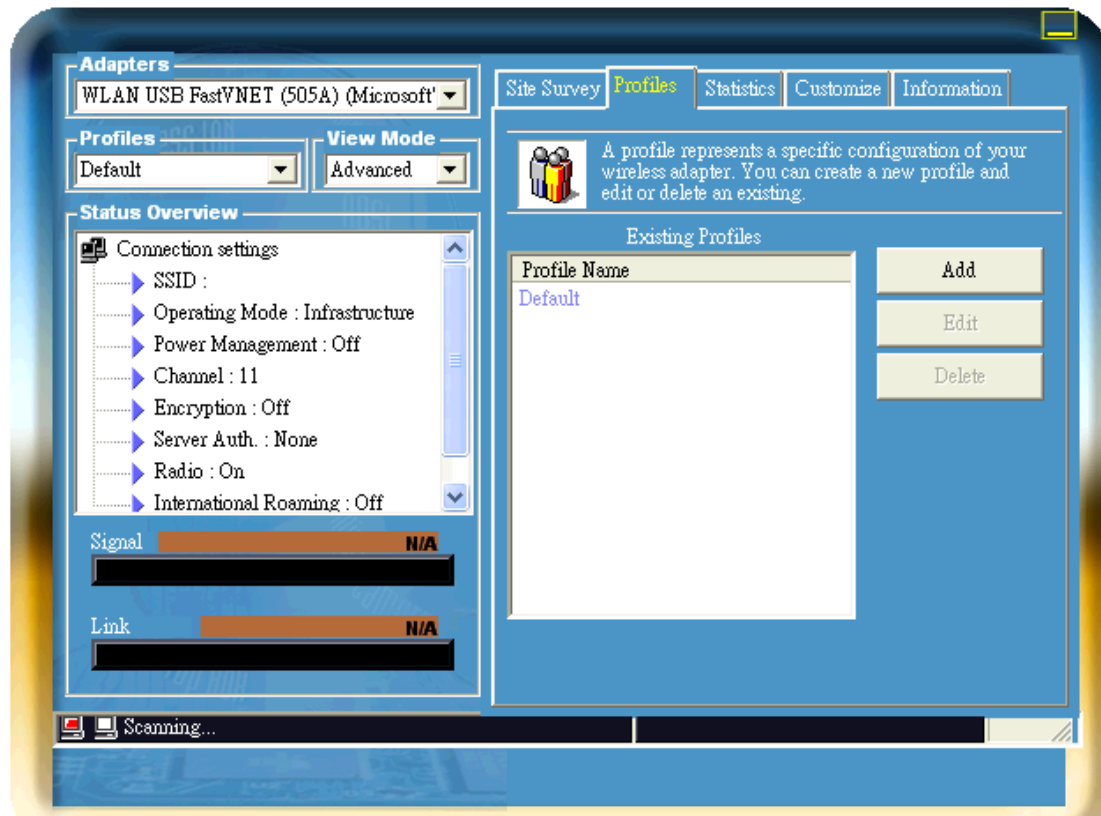 Adapters
WLAN USB FastVNET (505A) (Microsoft'
Profiles
View Mode
Default
Advanced
Status Overview
Connection settings
SSID :
Operating Mode : Infrastructure
Power Management : Off
Channel : 11
Encryption : Off
Server Auth. : None
Radio : On
International Roaming : Off
Signal
N/A
Link
N/A
Site Survey
Profiles
Statistics
Customize
Information
A profile represents a specific configuration of your
wireless adapter. You can create a new profile and
edit or delete an existing.
Existing Profiles
Profile Name
Default
Add
Edit
Delete
Scanning...